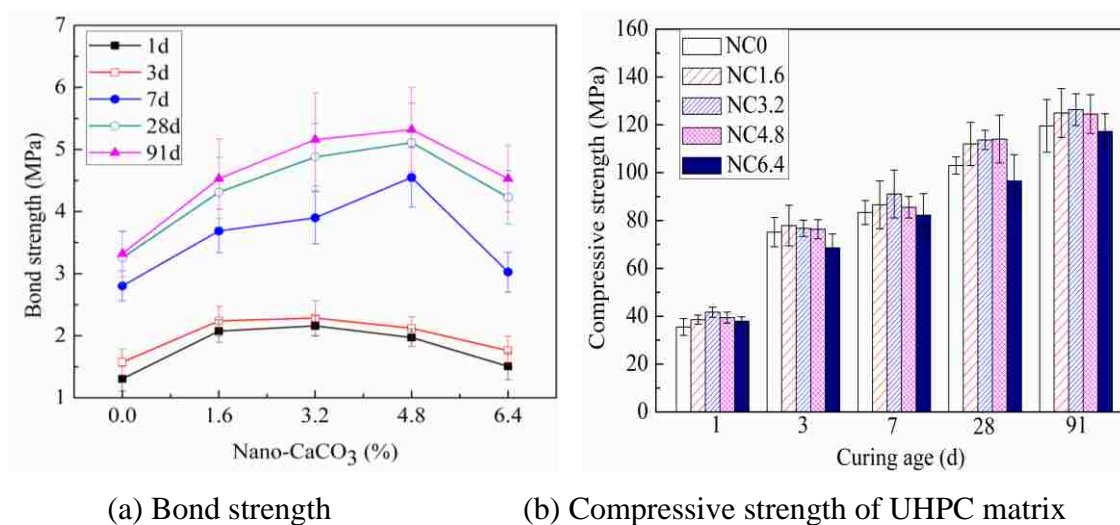 7
6
5
4
3
2
1
Bond strength (MPa)
1d
3d
7d
28d
91d
0.0 1.6 3.2 4.8 6.4
Nano-CaCO3 (%)
160
140
120
100
80
60
40
20
0
Compressive strength (MPa)
NC0
NC1.6
NC3.2
NC4.8
NC6.4
1 3 7 28 91
Curing age (d)
(a) Bond strength (b) Compressive strength of UHPC matrix